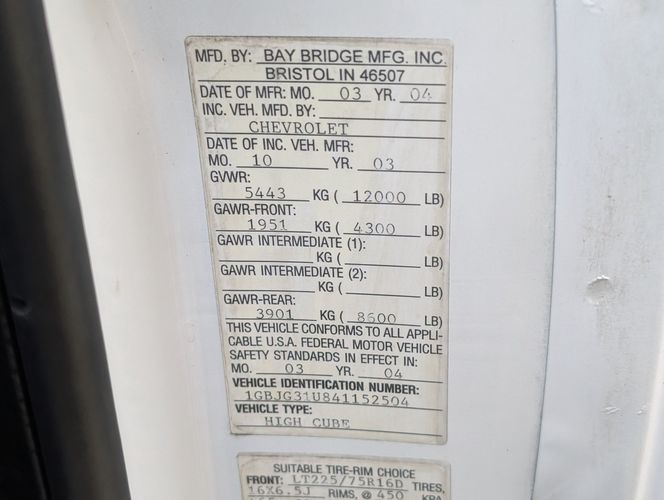 MFD. BY: BAY BRIDGE MFG. INC.
BRISTOL IN 46507
DATE OF MFR: MO. 03 YR. 04
INC. VEH. MFD. BY:
CHEVROLET
DATE OF INC. VEH. MFR:
MO. 10 YR. 03
GVWR:
5443 KG ( 12000 LB)
GAWR-FRONT:
1951 KG ( 4300 LB)
GAWR INTERMEDIATE (1):
KG ( LB)
GAWR INTERMEDIATE (2):
KG ( LB)
GAWR-REAR:
3901 KG ( 8600 LB)
THIS VEHICLE CONFORMS TO ALL APPLI-
CABLE U.S.A. FEDERAL MOTOR VEHICLE
SAFETY STANDARDS IN EFFECT IN:
MO. 03 YR. 04
VEHICLE IDENTIFICATION NUMBER:
1GBJG31U841152504
VEHICLE TYPE:
HIGH CUBE
SUITABLE TIRE-RIM CHOICE
FRONT: LT225/75R16D TIRES,
16X6.5J RIMS, @ 450 KPA